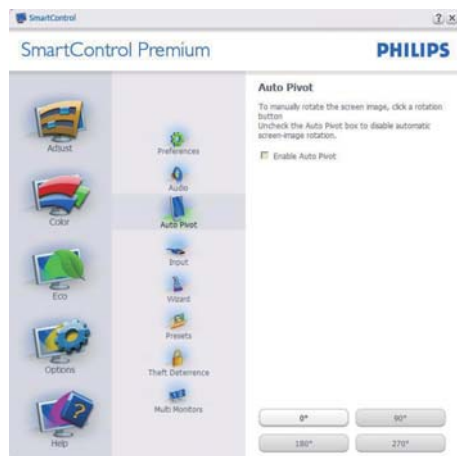 SmartControl
SmartControl Premium
PHILIPS
Adjust
Color
Eco
Options
Help
Preferences
Audio
Auto Pivot
Input
Wizard
Presets
Theft Deterrence
Multi Monitors
Auto Pivot
To manually rotate the screen image, click a rotation
button
Uncheck the Auto Pivot box to disable automatic
screen-image rotation.
Enable Auto Pivot
0°
90°
180°
270°